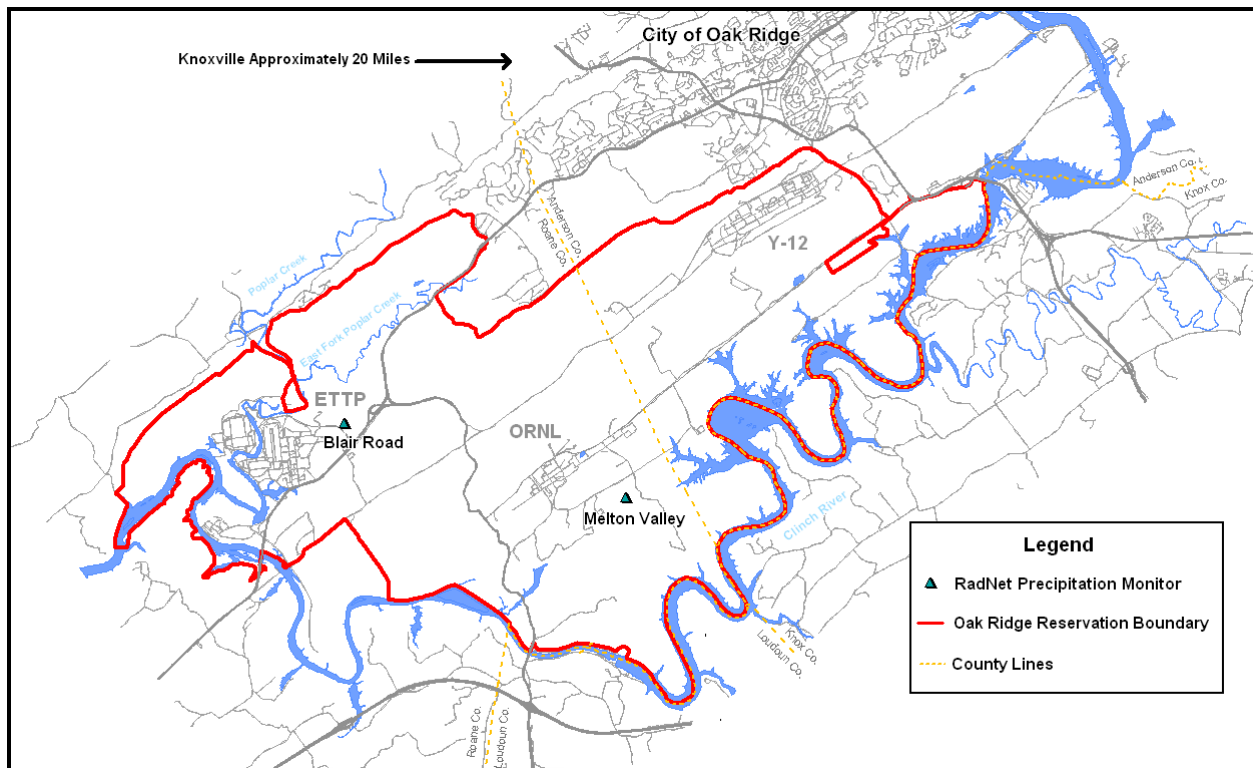 City of Oak Ridge
Knoxville Approximately 20 Miles
Anderson Co.
Knox Co.
Anderson Co.
Roane Co.
Y-12
Poplar Creek
East Fork Poplar Creek
ETTP
Blair Road
ORNL
Melton Valley
Clinch River
Knox Co.
Loudoun Co.
Roane Co.
Loudoun Co.
Legend
RadNet Precipitation Monitor
Oak Ridge Reservation Boundary
County Lines